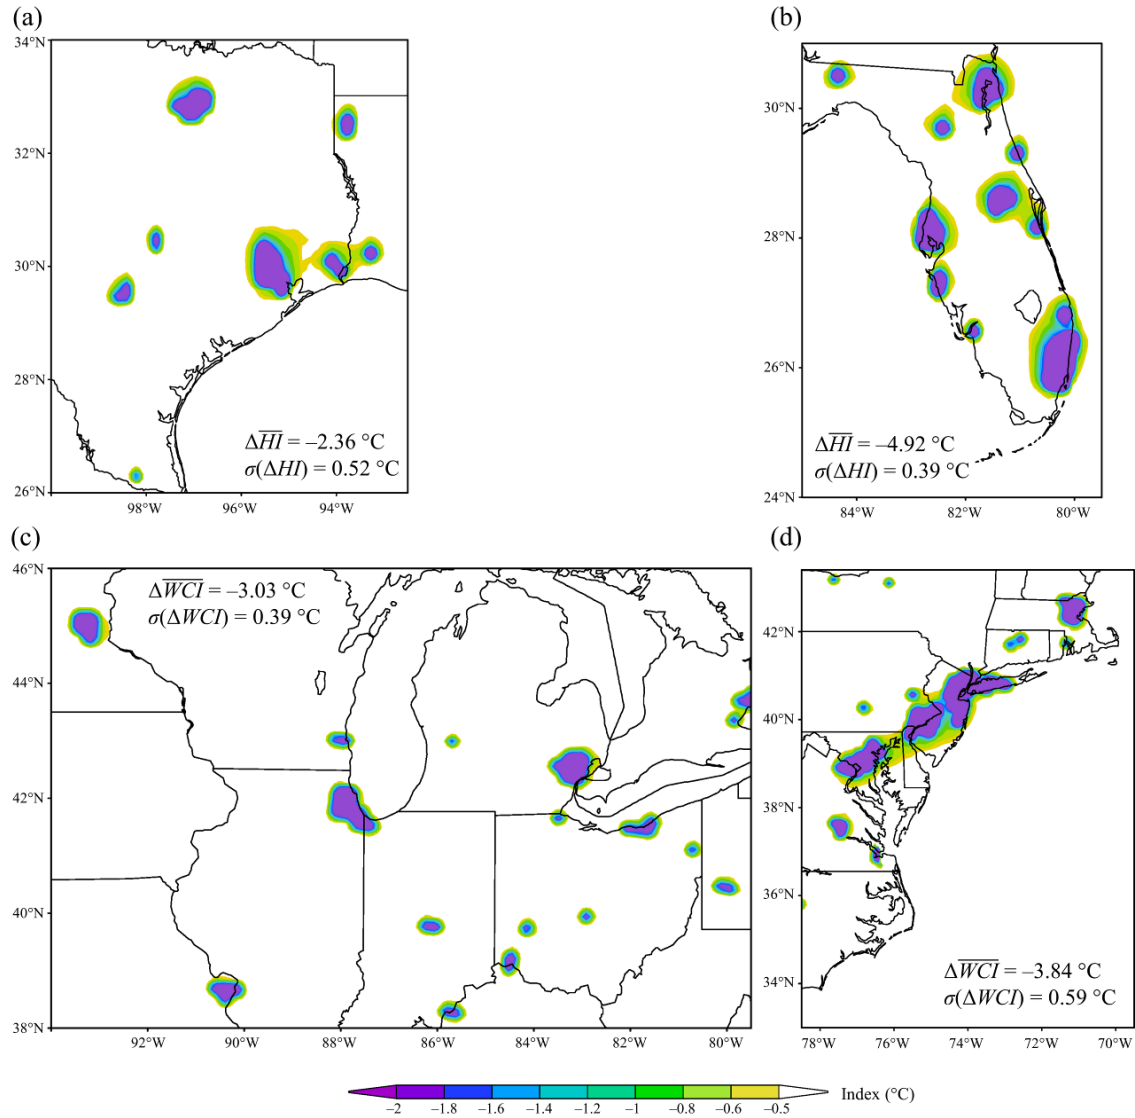 (a)
34°N
32°N
30°N
28°N
26°N
98°W 96°W 94°W
ΔHI̅ = –2.36 °C
σ(ΔHI) = 0.52 °C
(b)
30°N
28°N
26°N
24°N
84°W 82°W 80°W
ΔHI̅ = –4.92 °C
σ(ΔHI) = 0.39 °C
(c)
46°N
44°N
42°N
40°N
38°N
92°W 90°W 88°W 86°W 84°W 82°W 80°W
ΔWCI̅ = –3.03 °C
σ(ΔWCI) = 0.39 °C
(d)
42°N
40°N
38°N
36°N
34°N
78°W 76°W 74°W 72°W 70°W
ΔWCI̅ = –3.84 °C
σ(ΔWCI) = 0.59 °C
–2 –1.8 –1.6 –1.4 –1.2 –1 –0.8 –0.6 –0.5 Index (°C)